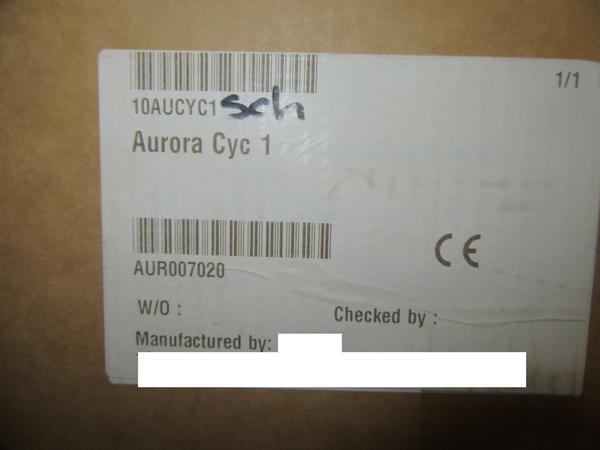 1/1
10AUCYC1 sch
Aurora Cyc 1
CE
AUR007020
W/O :
Checked by :
Manufactured by: